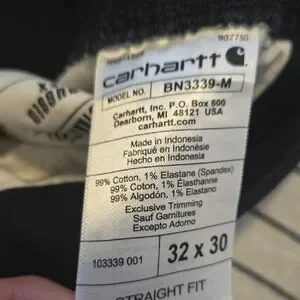 907750
carhartt
MODEL NO. BN3339-M
Carhartt, Inc. P.O. Box 600
Dearborn, MI 48121 USA
carhartt.com
Made in Indonesia
Fabriqué en Indonésie
Hecho en Indonesia
99% Cotton, 1% Elastane (Spandex)
99% Coton, 1% Élasthanne
99% Algodón, 1% Elastano
Exclusive Trimming
Sauf Garnitures
Excepto Adorno
103339 001
32 x 30
STRAIGHT FIT